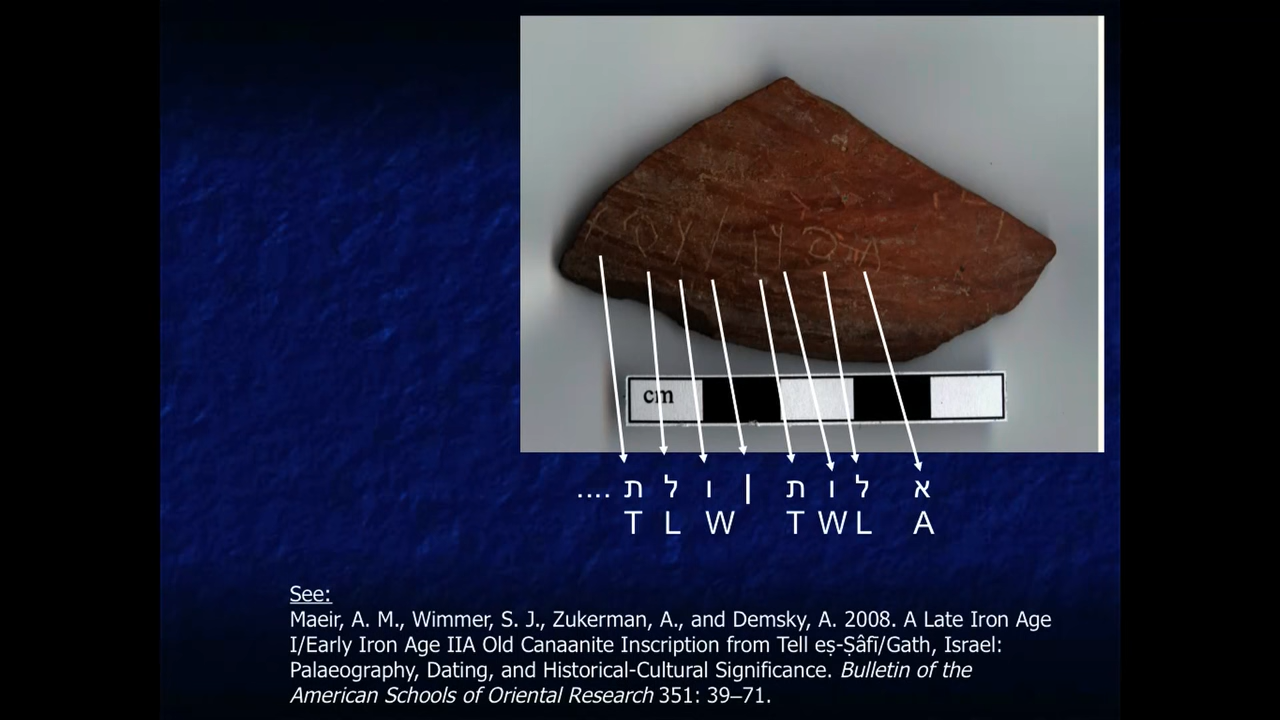 cm
א לות | ולת ....
T L W T W L A
See:
Maeir, A. M., Wimmer, S. J., Zukerman, A., and Demsky, A. 2008. A Late Iron Age
I/Early Iron Age IIA Old Canaanite Inscription from Tell eṣ-Ṣâfī/Gath, Israel:
Palaeography, Dating, and Historical-Cultural Significance. Bulletin of the
American Schools of Oriental Research 351: 39–71.